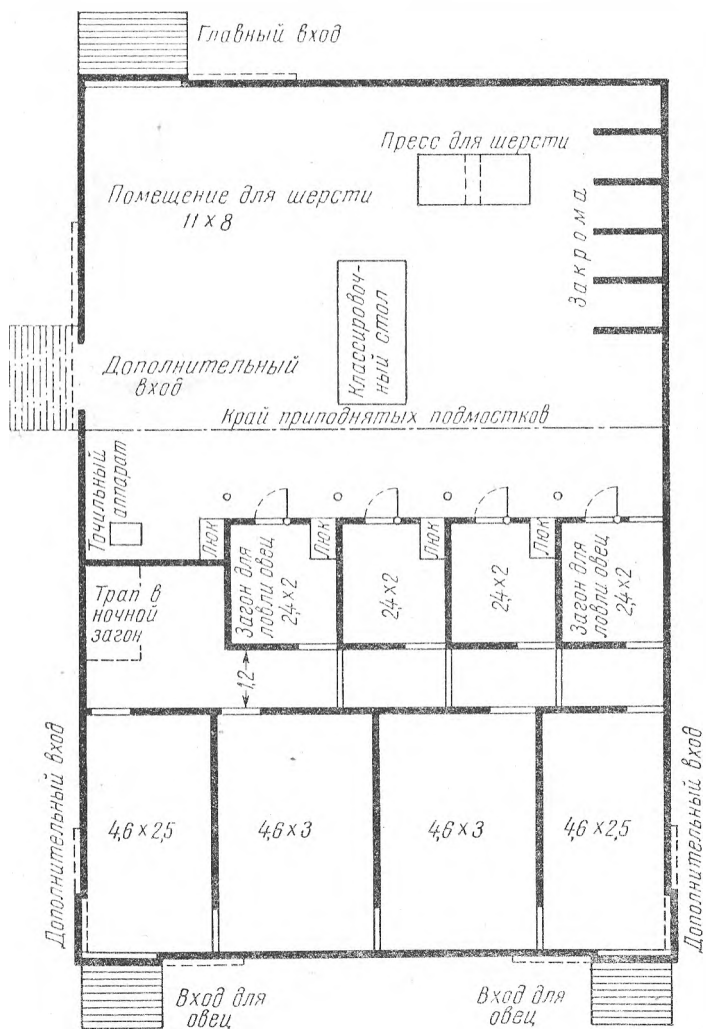 Главный вход
Пресс для шерсти
Помещение для шерсти
11 × 8
Закрома
Классировоч-
ный стол
Дополнительный
вход
Край приподнятых подмостков
Точильный
аппарат
Люк
Загон для
ловли овец
2,4×2
Люк
2,4×2
Люк
2,4×2
Люк
Загон для
ловли овец
2,4×2
Трап в
ночной
загон
1,2
Дополнительный вход
4,6×2,5
4,6×3
4,6×3
4,6×2,5
Дополнительный вход
Вход для
овец
Вход для
овец